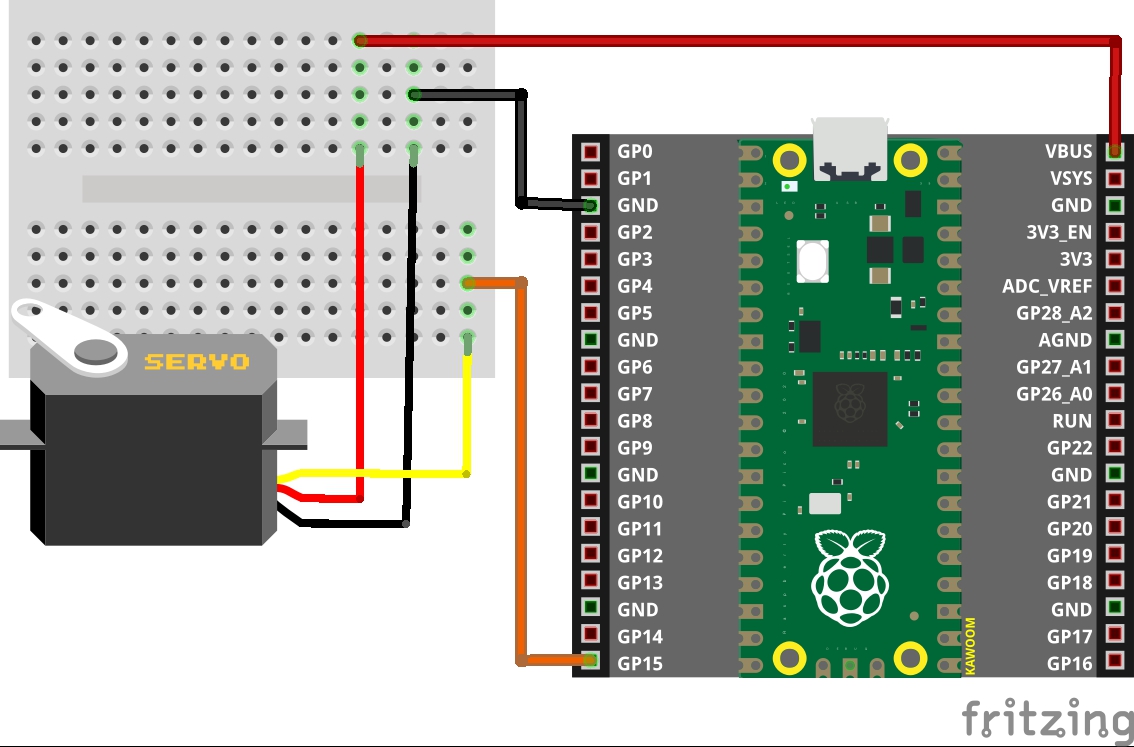 SERVO
GP0
GP1
GND
GP2
GP3
GP4
GP5
GND
GP6
GP7
GP8
GP9
GND
GP10
GP11
GP12
GP13
GND
GP14
GP15
VBUS
VSYS
GND
3V3_EN
3V3
ADC_VREF
GP28_A2
AGND
GP27_A1
GP26_A0
RUN
GP22
GND
GP21
GP20
GP19
GP18
GND
GP17
GP16
KAWOOM
fritzing